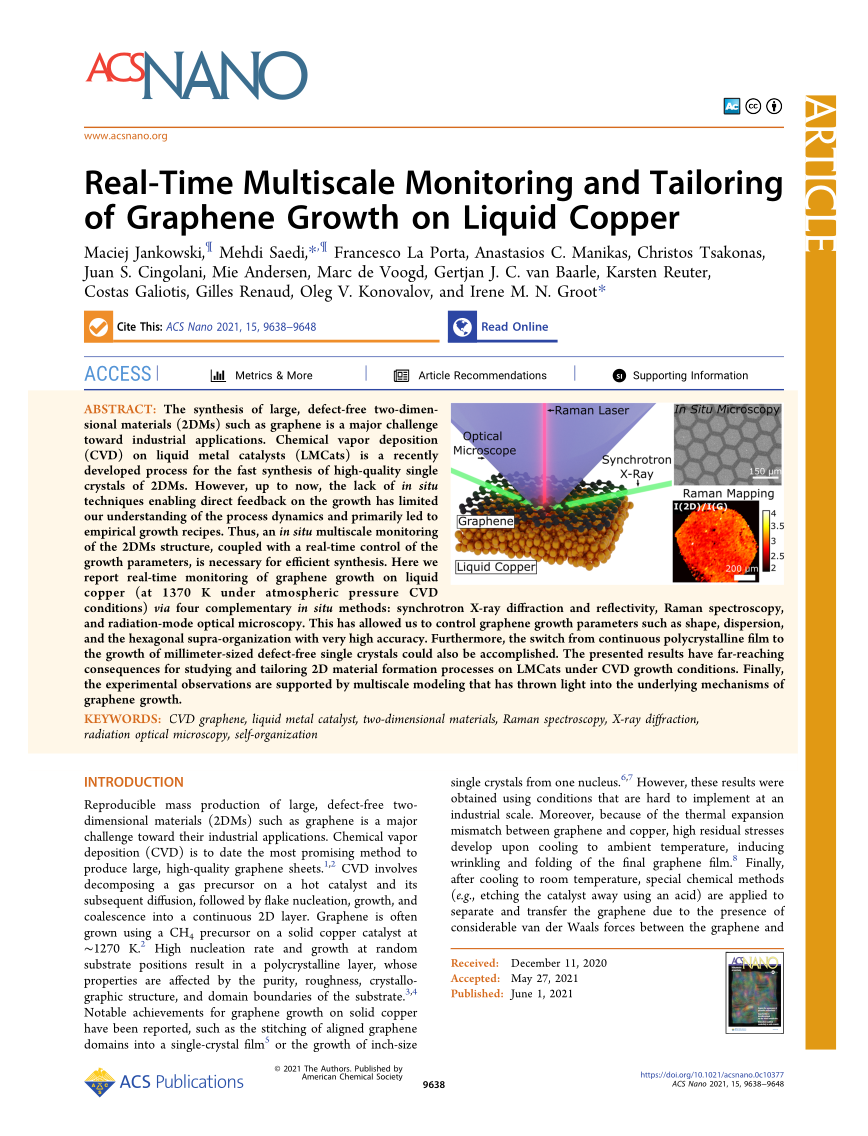 ACS NANO
Ac cc
www.acsnano.org
ARTICLE
Real-Time Multiscale Monitoring and Tailoring
of Graphene Growth on Liquid Copper
Maciej Jankowski,¶ Mehdi Saedi,*,¶ Francesco La Porta, Anastasios C. Manikas, Christos Tsakonas,
Juan S. Cingolani, Mie Andersen, Marc de Voogd, Gertjan J. C. van Baarle, Karsten Reuter,
Costas Galiotis, Gilles Renaud, Oleg V. Konovalov, and Irene M. N. Groot*
Cite This: ACS Nano 2021, 15, 9638−9648
Read Online
ACCESS
Metrics & More
Article Recommendations
SI Supporting Information
ABSTRACT: The synthesis of large, defect-free two-dimen-
sional materials (2DMs) such as graphene is a major challenge
toward industrial applications. Chemical vapor deposition
(CVD) on liquid metal catalysts (LMCats) is a recently
developed process for the fast synthesis of high-quality single
crystals of 2DMs. However, up to now, the lack of in situ
techniques enabling direct feedback on the growth has limited
our understanding of the process dynamics and primarily led to
empirical growth recipes. Thus, an in situ multiscale monitoring
of the 2DMs structure, coupled with a real-time control of the
growth parameters, is necessary for efficient synthesis. Here we
report real-time monitoring of graphene growth on liquid
copper (at 1370 K under atmospheric pressure CVD
conditions) via four complementary in situ methods: synchrotron X-ray diffraction and reflectivity, Raman spectroscopy,
and radiation-mode optical microscopy. This has allowed us to control graphene growth parameters such as shape, dispersion,
and the hexagonal supra-organization with very high accuracy. Furthermore, the switch from continuous polycrystalline film to
the growth of millimeter-sized defect-free single crystals could also be accomplished. The presented results have far-reaching
consequences for studying and tailoring 2D material formation processes on LMCats under CVD growth conditions. Finally,
the experimental observations are supported by multiscale modeling that has thrown light into the underlying mechanisms of
graphene growth.
Raman Laser
Optical
Microscope
Synchrotron
X-Ray
Graphene
Liquid Copper
In Situ Microscopy
150 µm
Raman Mapping
I(2D)/I(G)
4
3.5
3
2.5
2
200 µm
KEYWORDS: CVD graphene, liquid metal catalyst, two-dimensional materials, Raman spectroscopy, X-ray diffraction,
radiation optical microscopy, self-organization
INTRODUCTION
Reproducible mass production of large, defect-free two-
dimensional materials (2DMs) such as graphene is a major
challenge toward their industrial applications. Chemical vapor
deposition (CVD) is to date the most promising method to
produce large, high-quality graphene sheets.1,2 CVD involves
decomposing a gas precursor on a hot catalyst and its
subsequent diffusion, followed by flake nucleation, growth, and
coalescence into a continuous 2D layer. Graphene is often
grown using a CH4 precursor on a solid copper catalyst at
∼1270 K.2 High nucleation rate and growth at random
substrate positions result in a polycrystalline layer, whose
properties are affected by the purity, roughness, crystallo-
graphic structure, and domain boundaries of the substrate.3,4
Notable achievements for graphene growth on solid copper
have been reported, such as the stitching of aligned graphene
domains into a single-crystal film5 or the growth of inch-size
single crystals from one nucleus.6,7 However, these results were
obtained using conditions that are hard to implement at an
industrial scale. Moreover, because of the thermal expansion
mismatch between graphene and copper, high residual stresses
develop upon cooling to ambient temperature, inducing
wrinkling and folding of the final graphene film.8 Finally,
after cooling to room temperature, special chemical methods
(e.g., etching the catalyst away using an acid) are applied to
separate and transfer the graphene due to the presence of
considerable van der Waals forces between the graphene and
Received: December 11, 2020
Accepted: May 27, 2021
Published: June 1, 2021
ACS NANO
ACS Publications
© 2021 The Authors. Published by
American Chemical Society
9638
https://doi.org/10.1021/acsnano.0c10377
ACS Nano 2021, 15, 9638−9648